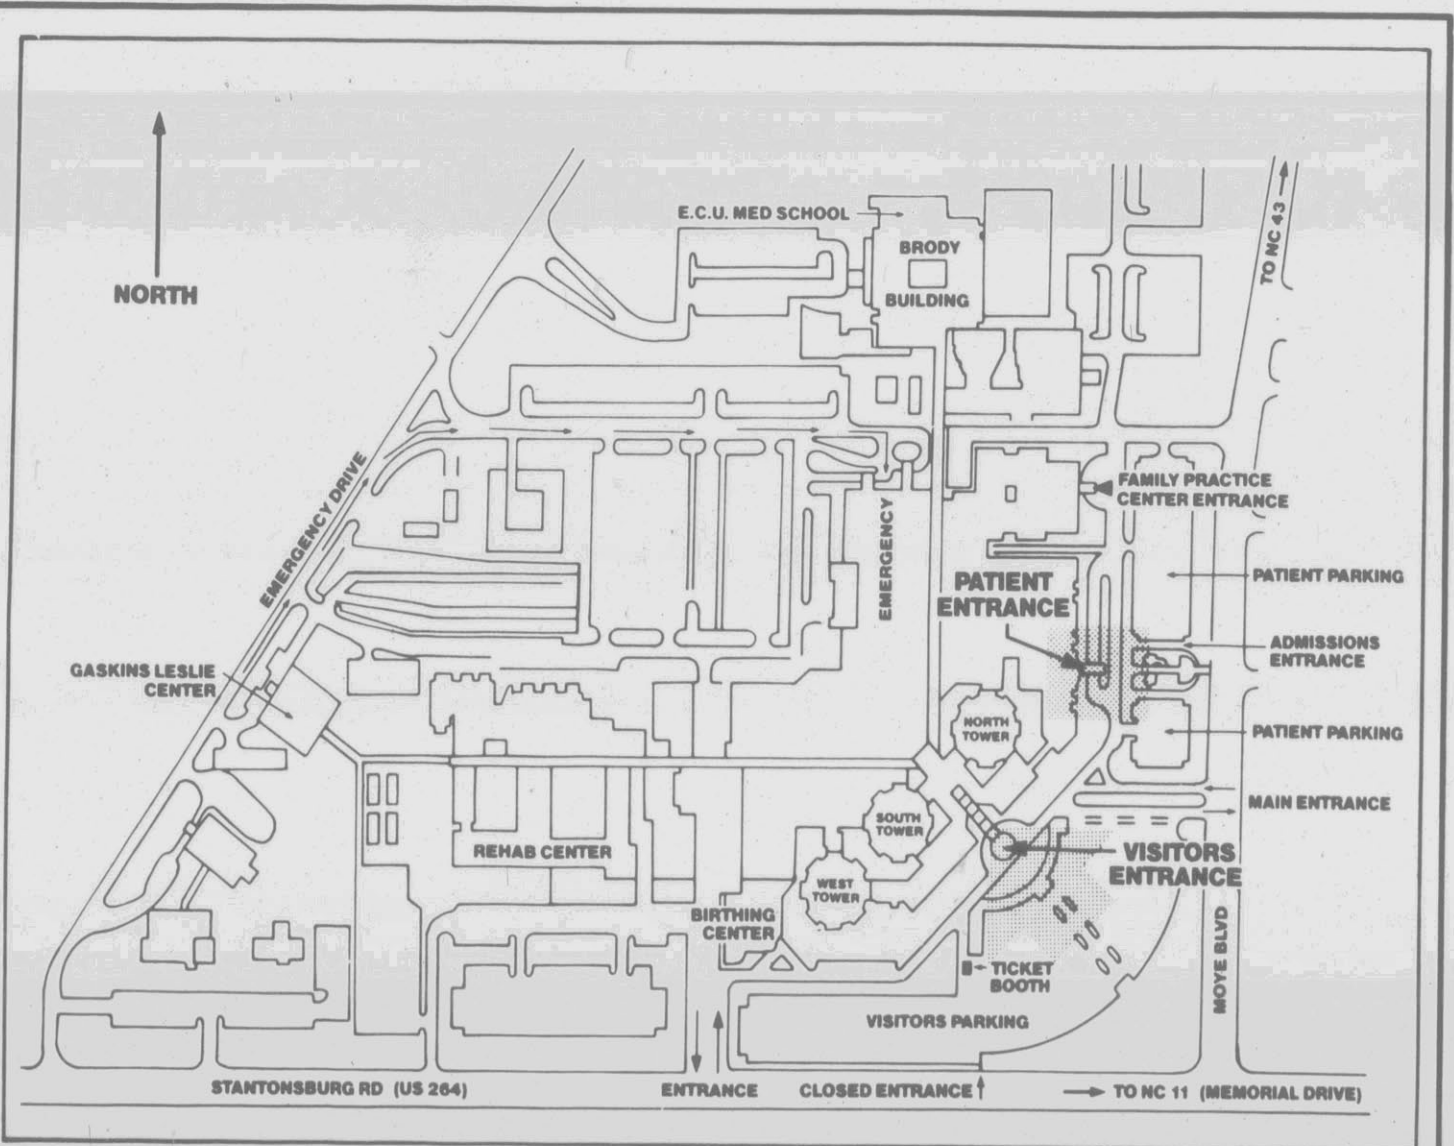 NORTH
E.C.U. MED SCHOOL
BRODY
BUILDING
TO NC 43
EMERGENCY DRIVE
FAMILY PRACTICE
CENTER ENTRANCE
EMERGENCY
PATIENT
ENTRANCE
PATIENT PARKING
ADMISSIONS
ENTRANCE
GASKINS LESLIE
CENTER
NORTH
TOWER
PATIENT PARKING
MAIN ENTRANCE
SOUTH
TOWER
REHAB CENTER
VISITORS
ENTRANCE
WEST
TOWER
BIRTHING
CENTER
MOYE BLVD
TICKET
BOOTH
VISITORS PARKING
STANTONSBURG RD (US 264)
ENTRANCE
CLOSED ENTRANCE
TO NC 11 (MEMORIAL DRIVE)